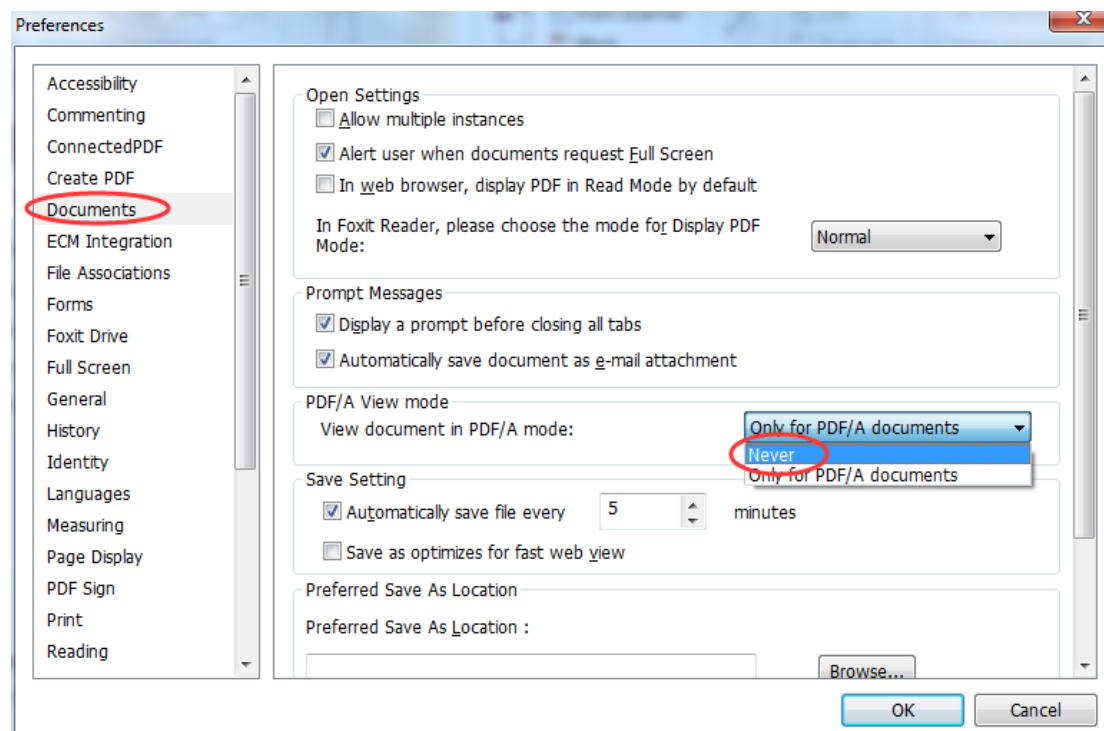 Preferences
Accessibility
Commenting
ConnectedPDF
Create PDF
Documents
ECM Integration
File Associations
Forms
Foxit Drive
Full Screen
General
History
Identity
Languages
Measuring
Page Display
PDF Sign
Print
Reading
Open Settings
Allow multiple instances
Alert user when documents request Full Screen
In web browser, display PDF in Read Mode by default
In Foxit Reader, please choose the mode for Display PDF
Mode:
Normal
Prompt Messages
Display a prompt before closing all tabs
Automatically save document as e-mail attachment
PDF/A View mode
View document in PDF/A mode:
Only for PDF/A documents
Never
Only for PDF/A documents
Save Setting
Automatically save file every 5 minutes
Save as optimizes for fast web view
Preferred Save As Location
Preferred Save As Location :
Browse...
OK
Cancel